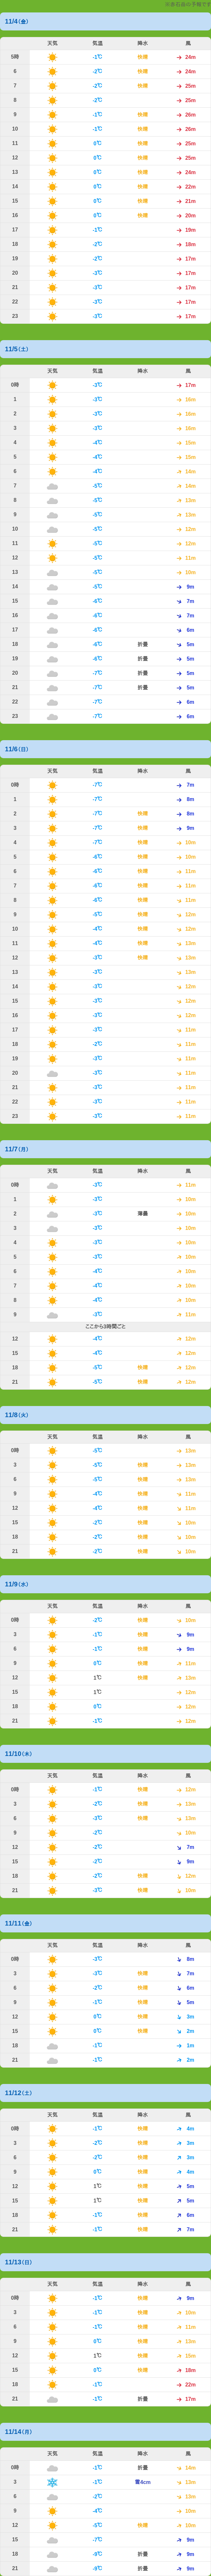 11/4(金)
天気 気温 降水 風
5時 -1℃ 快晴 24m
6 -2℃ 快晴 24m
7 -2℃ 快晴 25m
8 -2℃ 25m
9 -1℃ 快晴 26m
10 -1℃ 快晴 26m
11 0℃ 快晴 25m
12 0℃ 快晴 25m
13 0℃ 快晴 24m
14 0℃ 快晴 22m
15 0℃ 快晴 21m
16 0℃ 快晴 20m
17 -1℃ 19m
18 -2℃ 18m
19 -2℃ 17m
20 -3℃ 17m
21 -3℃ 17m
22 -3℃ 17m
23 -3℃ 17m
11/5(土)
天気 気温 降水 風
0時 -3℃ 17m
1 -3℃ 16m
2 -3℃ 16m
3 -3℃ 16m
4 -4℃ 15m
5 -4℃ 15m
6 -4℃ 14m
7 -5℃ 14m
8 -5℃ 13m
9 -5℃ 13m
10 -5℃ 12m
11 -5℃ 12m
12 -5℃ 11m
13 -5℃ 10m
14 -5℃ 9m
15 -6℃ 7m
16 -6℃ 7m
17 -6℃ 6m
18 -6℃ 5m
19 -6℃ 5m
20 -7℃ 5m
21 -7℃ 5m
22 -7℃ 6m
23 -7℃ 6m
11/6(日)
天気 気温 降水 風
0時 -7℃ 7m
1 -7℃ 8m
2 -7℃ 快晴 8m
3 -7℃ 快晴 9m
4 -7℃ 快晴 10m
5 -6℃ 快晴 10m
6 -6℃ 快晴 11m
7 -6℃ 快晴 11m
8 -6℃ 快晴 11m
9 -5℃ 快晴 12m
10 -4℃ 快晴 12m
11 -4℃ 快晴 13m
12 -3℃ 快晴 13m
13 -3℃ 13m
14 -3℃ 12m
15 -3℃ 12m
16 -3℃ 12m
17 -3℃ 11m
18 -2℃ 11m
19 -3℃ 11m
20 -3℃ 11m
21 -3℃ 11m
22 -3℃ 11m
23 -3℃ 11m
11/7(月)
天気 気温 降水 風
0時 -3℃ 11m
1 -3℃ 10m
2 -3℃ 薄曇 10m
3 -3℃ 10m
4 -3℃ 10m
5 -3℃ 10m
6 -4℃ 10m
7 -4℃ 10m
8 -4℃ 10m
9 -3℃ 11m
ここから3時間ごと
12 -4℃ 12m
15 -4℃ 12m
18 -5℃ 快晴 12m
21 -5℃ 快晴 12m
11/8(火)
天気 気温 降水 風
0時 -5℃ 13m
3 -5℃ 快晴 13m
6 -5℃ 快晴 13m
9 -4℃ 快晴 11m
12 -4℃ 快晴 11m
15 -2℃ 快晴 10m
18 -2℃ 快晴 10m
21 -2℃ 快晴 10m
11/9(水)
天気 気温 降水 風
0時 -2℃ 快晴 10m
3 -1℃ 快晴 9m
6 -1℃ 快晴 9m
9 0℃ 快晴 11m
12 1℃ 快晴 13m
15 1℃ 12m
18 0℃ 12m
21 -1℃ 12m
11/10(木)
天気 気温 降水 風
0時 -1℃ 快晴 12m
3 -2℃ 快晴 13m
6 -3℃ 快晴 13m
9 -2℃ 10m
12 -2℃ 7m
15 -2℃ 9m
18 -2℃ 快晴 12m
21 -3℃ 快晴 10m
11/11(金)
天気 気温 降水 風
0時 -3℃ 快晴 8m
3 -3℃ 快晴 7m
6 -2℃ 快晴 6m
9 -1℃ 快晴 5m
12 0℃ 快晴 3m
15 0℃ 快晴 2m
18 -1℃ 1m
21 -1℃ 2m
11/12(土)
天気 気温 降水 風
0時 -1℃ 快晴 4m
3 -2℃ 快晴 3m
6 -2℃ 快晴 3m
9 0℃ 快晴 4m
12 1℃ 快晴 5m
15 1℃ 快晴 5m
18 -1℃ 快晴 6m
21 -1℃ 快晴 7m
11/13(日)
天気 気温 降水 風
0時 -1℃ 快晴 9m
3 -1℃ 快晴 10m
6 -1℃ 快晴 11m
9 0℃ 快晴 13m
12 1℃ 快晴 15m
15 0℃ 快晴 18m
18 -1℃ 22m
21 -1℃ 17m
11/14(月)
天気 気温 降水 風
0時 -1℃ 14m
3 -1℃ 雪4cm 13m
6 -2℃ 13m
9 -4℃ 10m
12 -5℃ 快晴 10m
15 -7℃ 9m
18 -9℃ 9m
21 -9℃ 9m